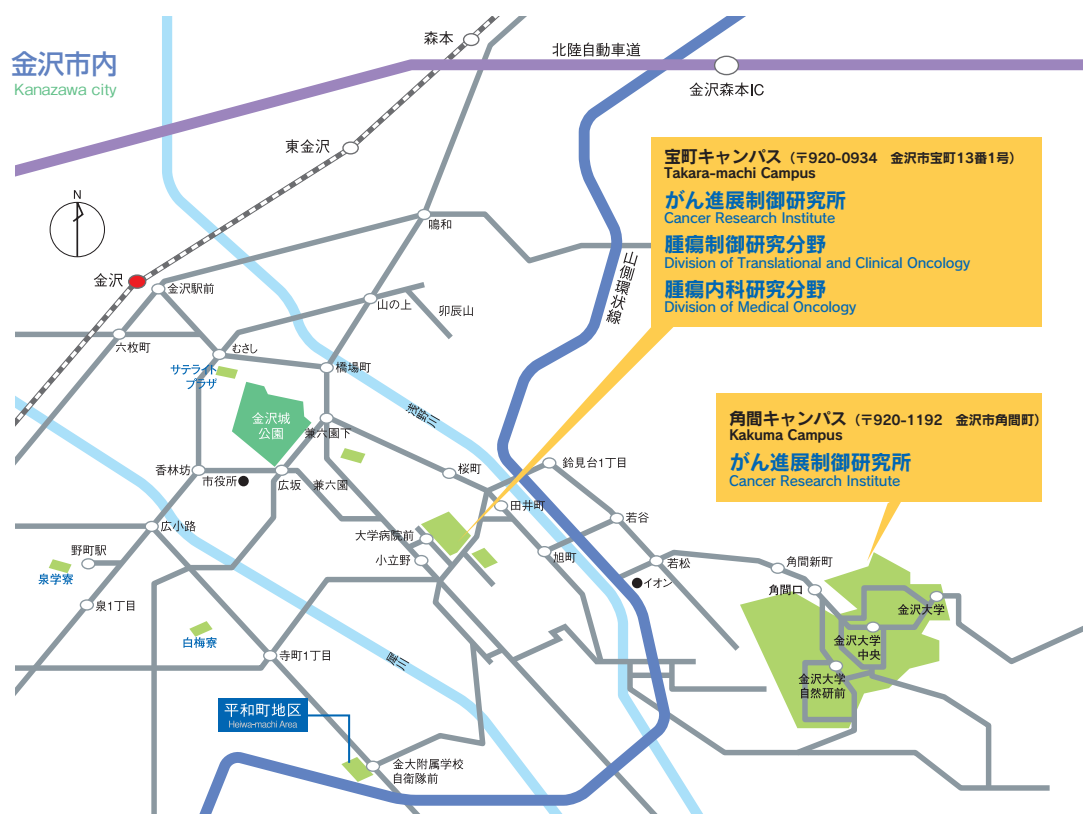 金沢市内
Kanazawa city
森本
北陸自動車道
金沢森本IC
東金沢
宝町キャンパス（〒920-0934　金沢市宝町13番1号）
Takara-machi Campus
がん進展制御研究所
Cancer Research Institute
腫瘍制御研究分野
Division of Translational and Clinical Oncology
腫瘍内科研究分野
Division of Medical Oncology
N
鳴和
山側環状線
金沢
金沢駅前
山の上
卯辰山
六枚町
むさし
サテライト
プラザ
橋場町
浅野川
金沢城
公園
兼六園下
角間キャンパス（〒920-1192　金沢市角間町）
Kakuma Campus
がん進展制御研究所
Cancer Research Institute
香林坊
市役所
広坂
兼六園
桜町
鈴見台1丁目
田井町
若谷
広小路
大学病院前
小立野
旭町
若松
イオン
野町駅
泉学寮
泉1丁目
角間新町
角間口
金沢大学
金沢大学
中央
金沢大学
自然研前
白梅寮
寺町1丁目
犀川
平和町地区
Heiwa-machi Area
金大附属学校
自衛隊前